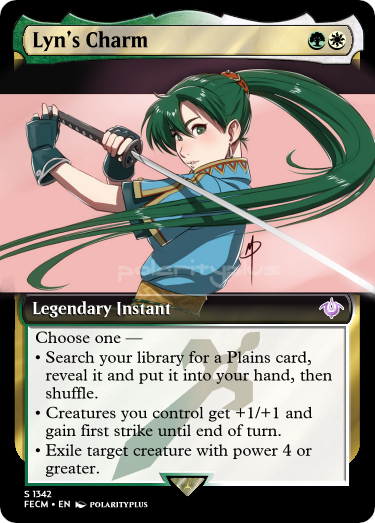 Lyn's Charm
polarityplus
Legendary Instant
Choose one —
• Search your library for a Plains card,
reveal it and put it into your hand, then
shuffle.
• Creatures you control get +1/+1 and
gain first strike until end of turn.
• Exile target creature with power 4 or
greater.
S 1342
FECM • EN POLARITYPLUS